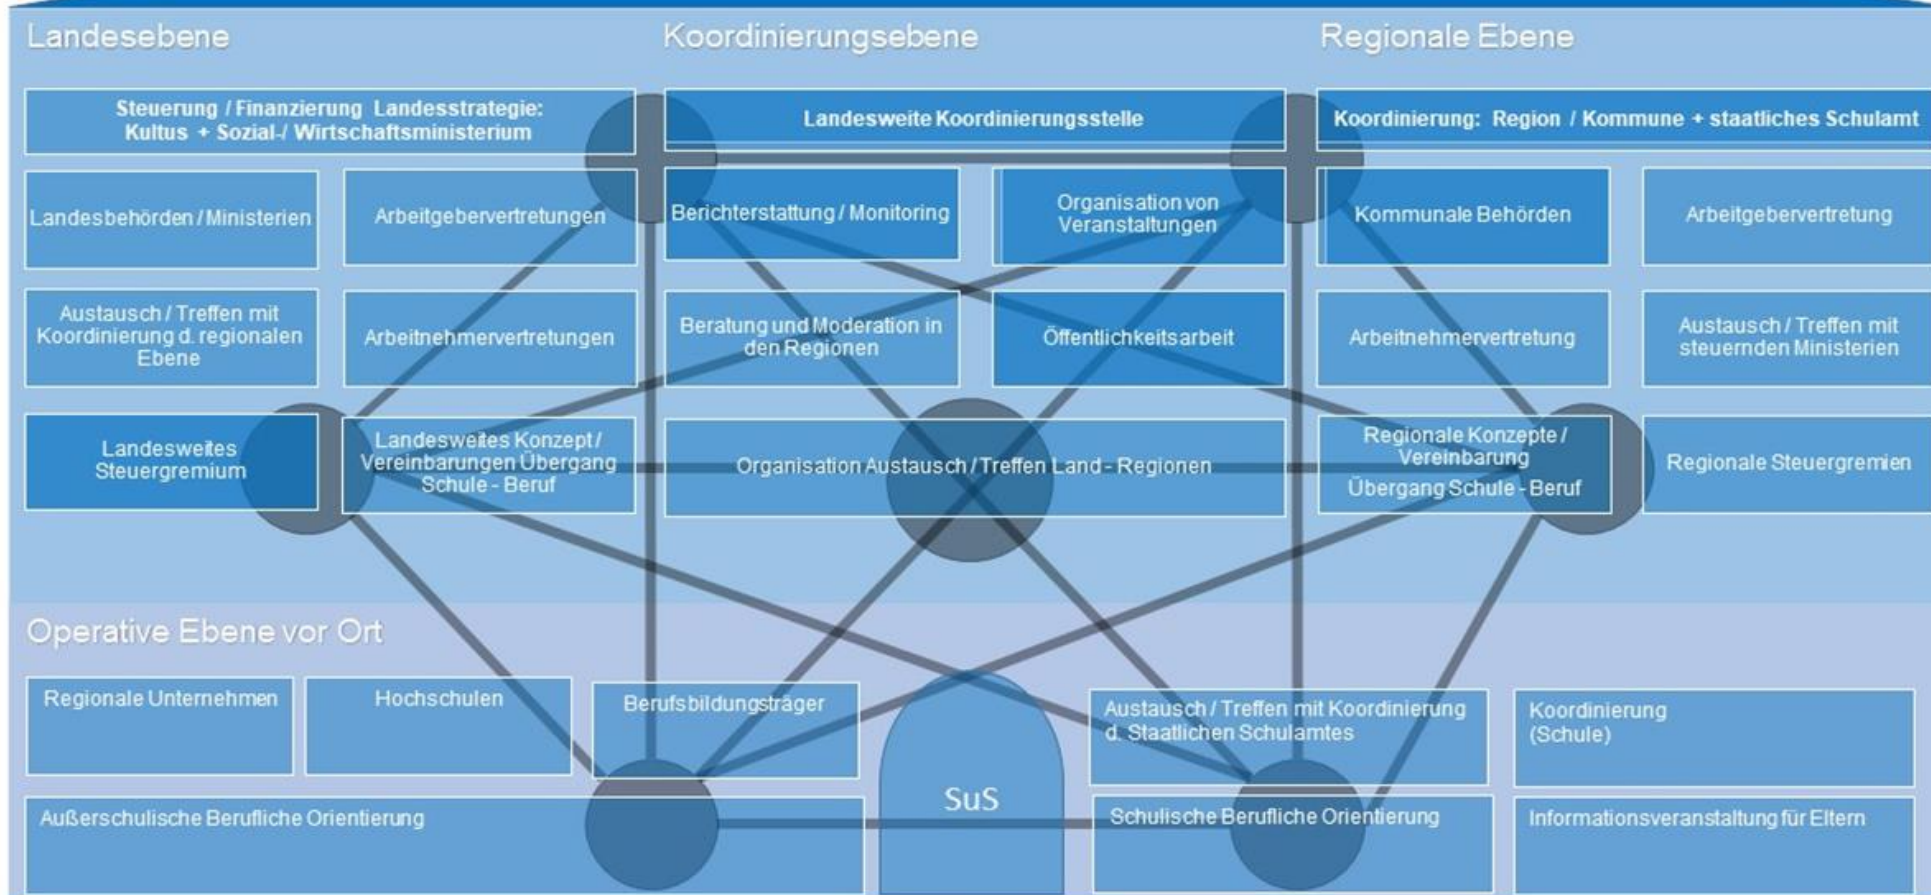 Landesebene
Koordinierungsebene
Regionale Ebene
Steuerung / Finanzierung Landesstrategie:
Kultus + Sozial-/ Wirtschaftsministerium
Landesweite Koordinierungsstelle
Koordinierung: Region / Kommune + staatliches Schulamt
Landesbehörden / Ministerien
Arbeitgebervertretungen
Berichterstattung / Monitoring
Organisation von
Veranstaltungen
Kommunale Behörden
Arbeitgebervertretung
Austausch / Treffen mit
Koordinierung d. regionalen
Ebene
Arbeitnehmervertretungen
Beratung und Moderation in
den Regionen
Öffentlichkeitsarbeit
Arbeitnehmervertretung
Austausch / Treffen mit
steuernden Ministerien
Landesweites
Steuergremium
Landesweites Konzept /
Vereinbarungen Übergang
Schule - Beruf
Organisation Austausch / Treffen Land - Regionen
Regionale Konzepte /
Vereinbarung
Übergang Schule - Beruf
Regionale Steuergremien
Operative Ebene vor Ort
Regionale Unternehmen
Hochschulen
Berufsbildungsträger
Austausch / Treffen mit Koordinierung
d. Staatlichen Schulamtes
Koordinierung
(Schule)
Außerschulische Berufliche Orientierung
SuS
Schulische Berufliche Orientierung
Informationsveranstaltung für Eltern